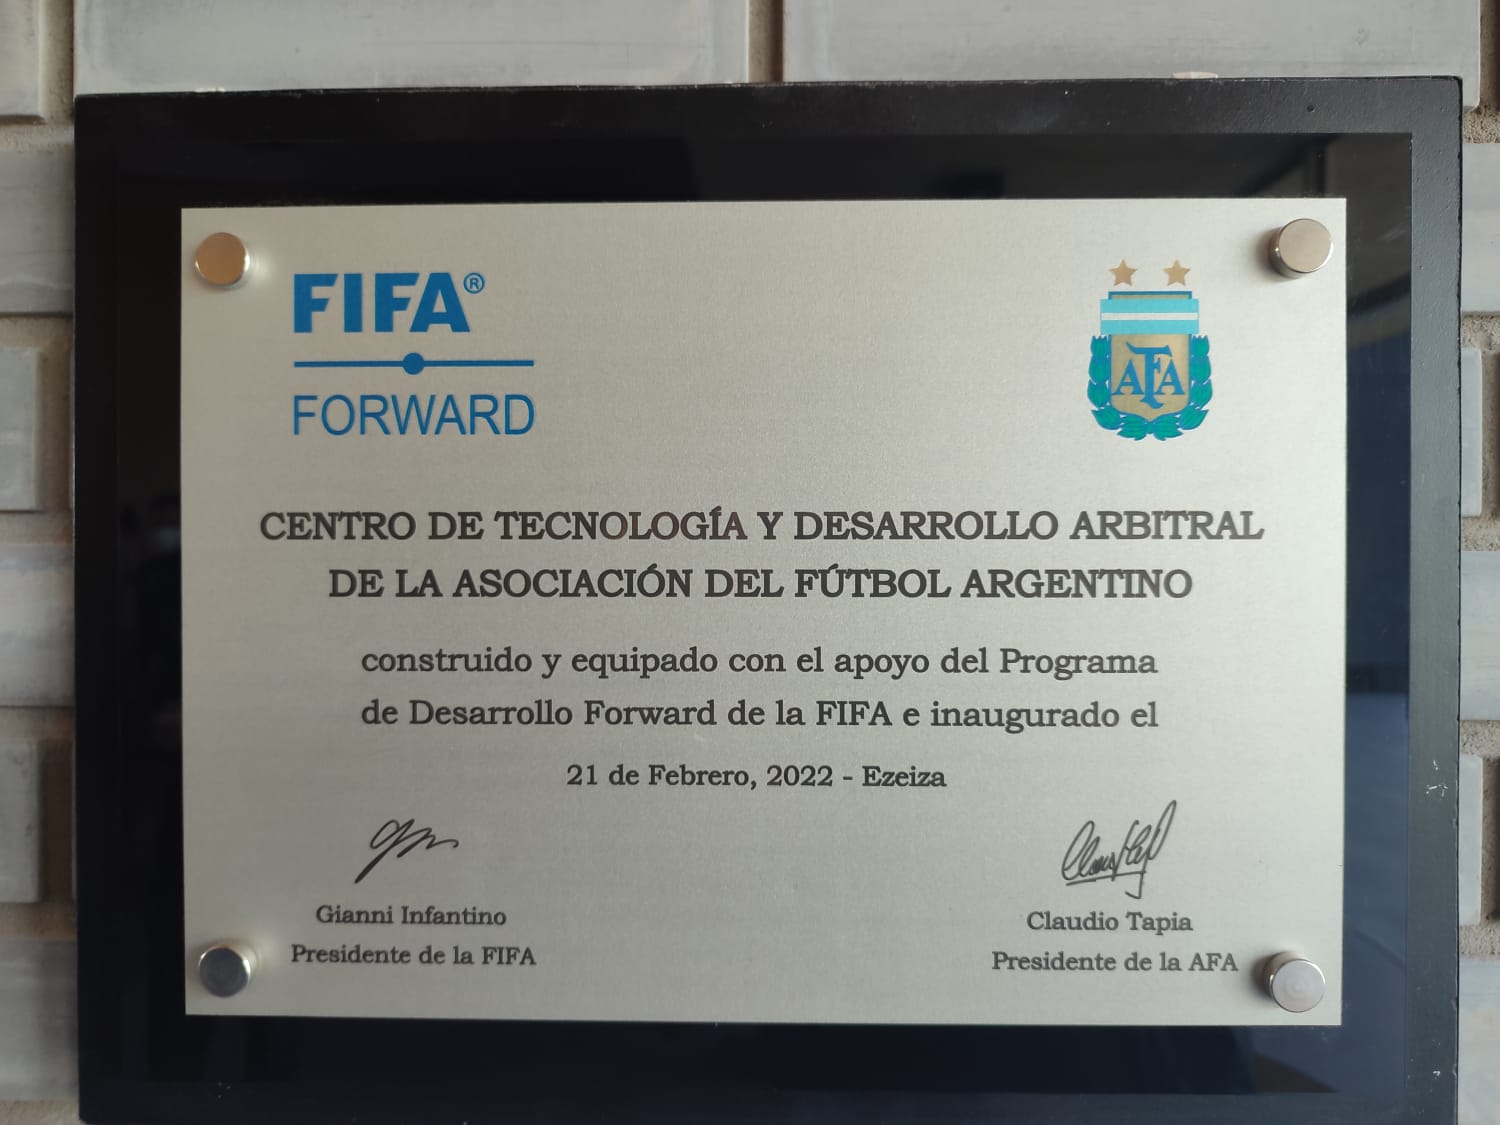 FIFA®
FORWARD
AFA
CENTRO DE TECNOLOGÍA Y DESARROLLO ARBITRAL
DE LA ASOCIACIÓN DEL FÚTBOL ARGENTINO
construido y equipado con el apoyo del Programa
de Desarrollo Forward de la FIFA e inaugurado el
21 de Febrero, 2022 - Ezeiza
Gianni Infantino
Presidente de la FIFA
Claudio Tapia
Presidente de la AFA